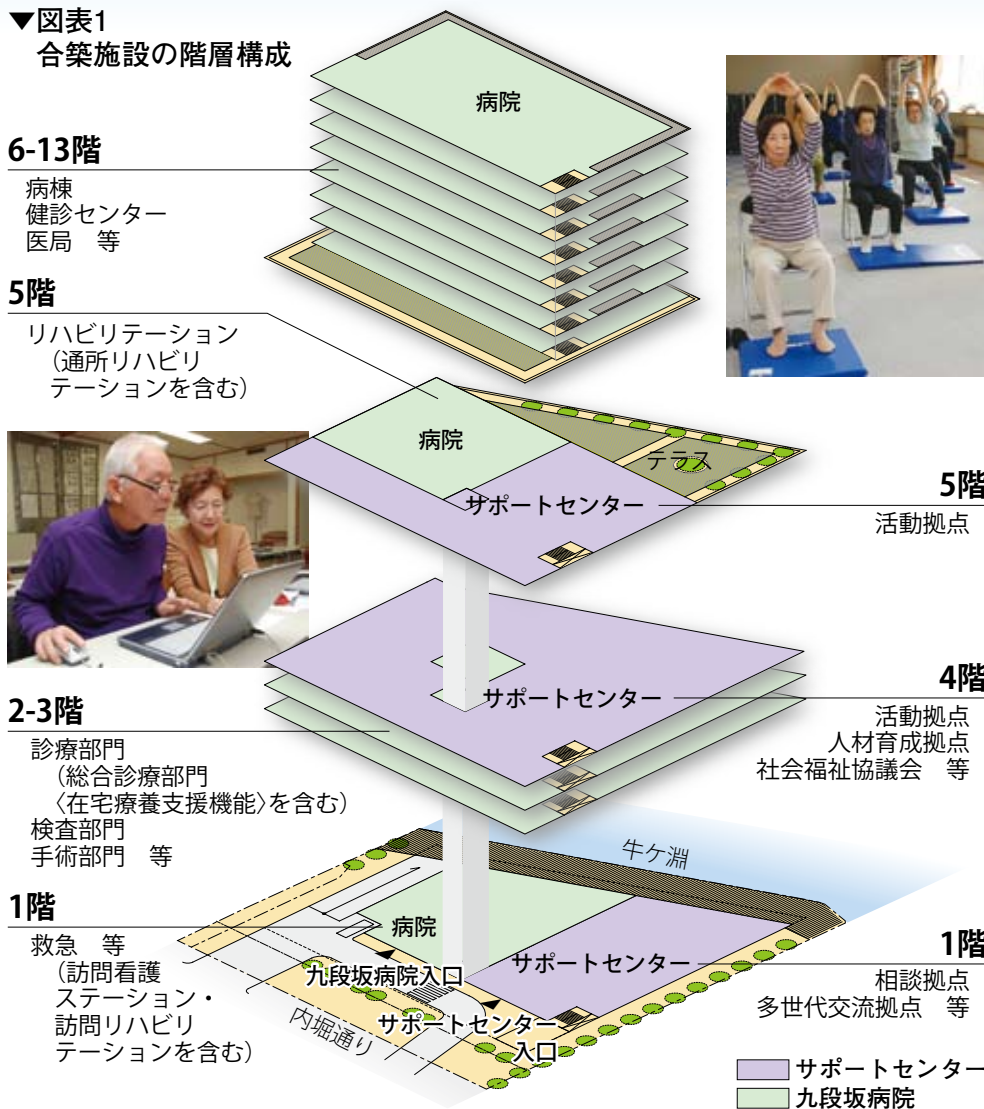 ▼図表1
合築施設の階層構成
病院
6-13階
病棟
健診センター
医局　等
5階
リハビリテーション
（通所リハビリ
テーションを含む）
病院
テラス
サポートセンター
5階
活動拠点
サポートセンター
4階
活動拠点
人材育成拠点
社会福祉協議会　等
2-3階
診療部門
（総合診療部門
〈在宅療養支援機能〉を含む）
検査部門
手術部門　等
牛ケ淵
1階
救急　等
（訪問看護
ステーション・
訪問リハビリ
テーションを含む）
病院
九段坂病院入口
サポートセンター
サポートセンター
入口
内堀通り
1階
相談拠点
多世代交流拠点　等
サポートセンター
九段坂病院